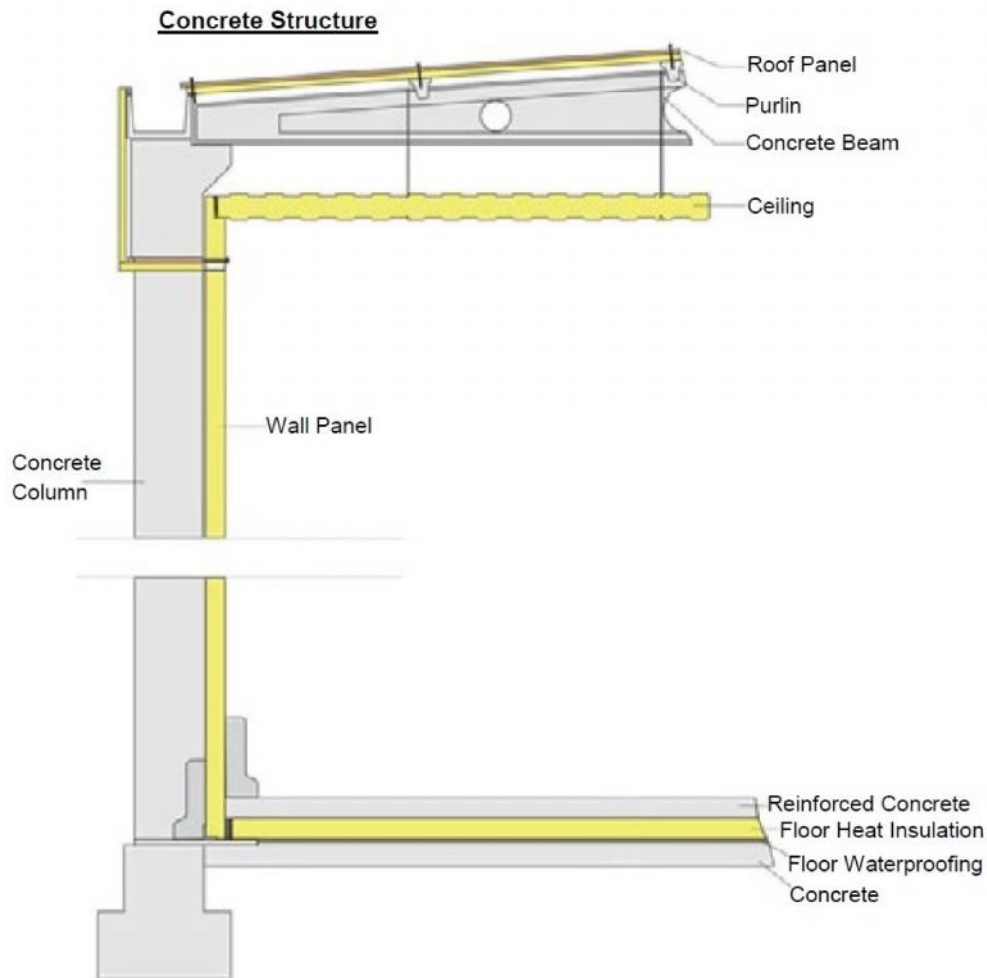 Concrete Structure
Roof Panel
Purlin
Concrete Beam
Ceiling
Wall Panel
Concrete
Column
Reinforced Concrete
Floor Heat Insulation
Floor Waterproofing
Concrete